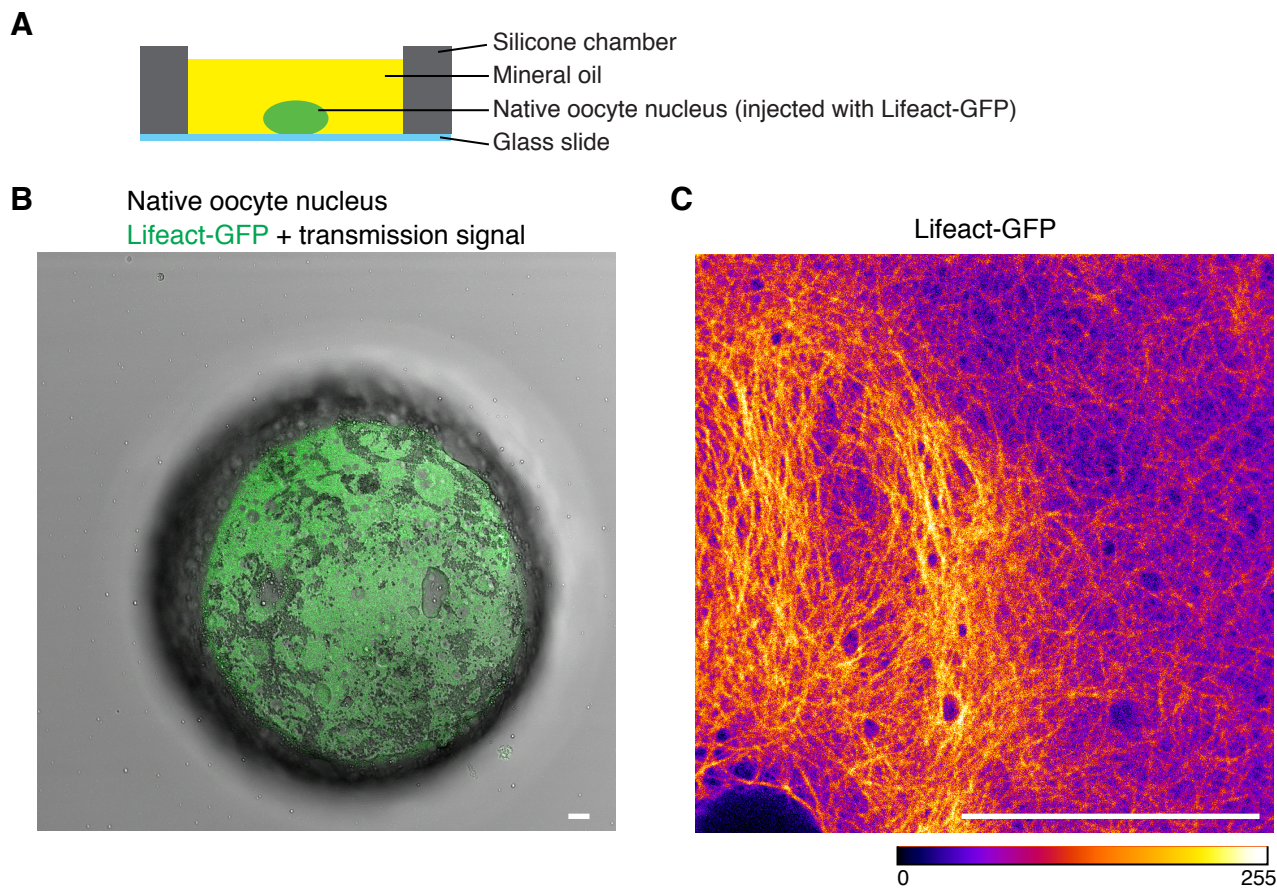 A
Silicone chamber
Mineral oil
Native oocyte nucleus (injected with Lifeact-GFP)
Glass slide
B
Native oocyte nucleus
Lifeact-GFP + transmission signal
C
Lifeact-GFP
0
255